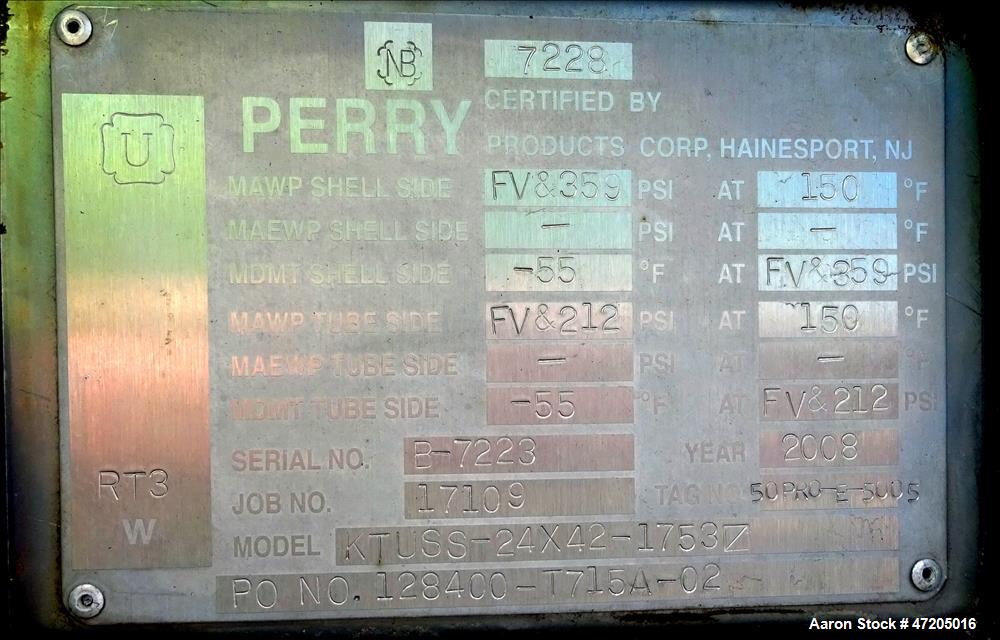 NB 7228
CERTIFIED BY
PERRY PRODUCTS CORP, HAINESPORT, NJ
U
MAWP SHELL SIDE FV&359 PSI AT 150 °F
MAEWP SHELL SIDE – PSI AT – °F
MDMT SHELL SIDE -55 °F AT FV&359 PSI
MAWP TUBE SIDE FV&212 PSI AT 150 °F
MAEWP TUBE SIDE – PSI AT – °F
MDMT TUBE SIDE -55 °F AT FV&212 PSI
SERIAL NO. B-7223 YEAR 2008
RT3
JOB NO. 17109 TAG NO 50PRO-E-5005
W
MODEL KTUSS-24X42-1753Z
PO NO. 128400-T715A-02
Aaron Stock # 47205016